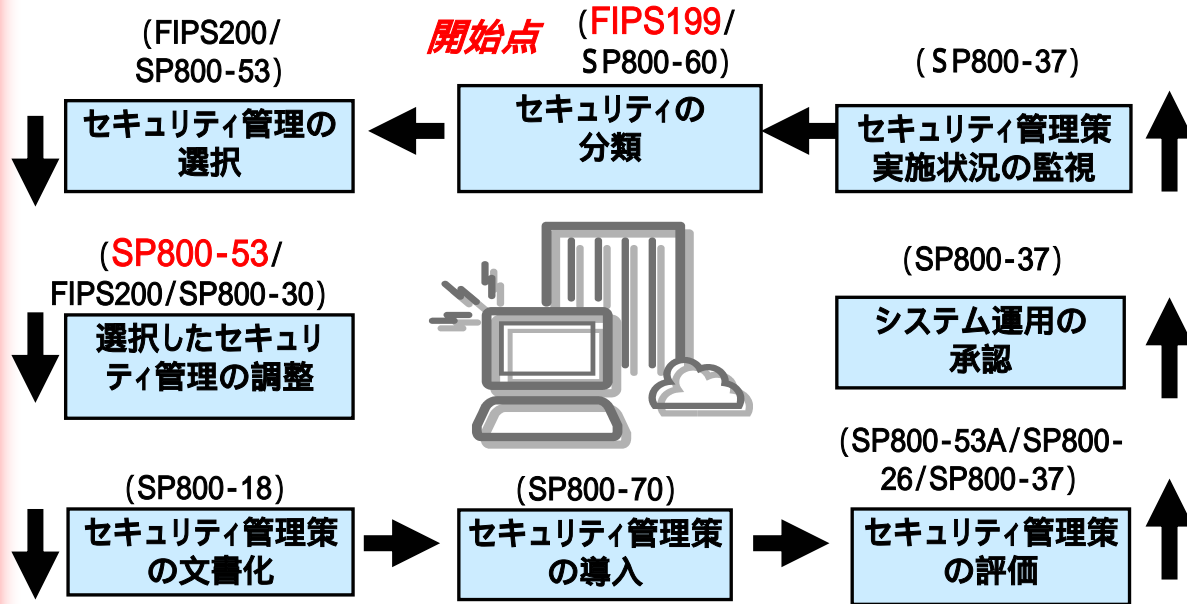 開始点
(FIPS199/
SP800-60)
セキュリティの
分類
(FIPS200/
SP800-53)
セキュリティ管理の
選択
(SP800-53/
FIPS200/SP800-30)
選択したセキュリ
ティ管理の調整
(SP800-18)
セキュリティ管理策
の文書化
(SP800-70)
セキュリティ管理策
の導入
(SP800-53A/SP800-
26/SP800-37)
セキュリティ管理策
の評価
(SP800-37)
システム運用の
承認
(SP800-37)
セキュリティ管理策
実施状況の監視